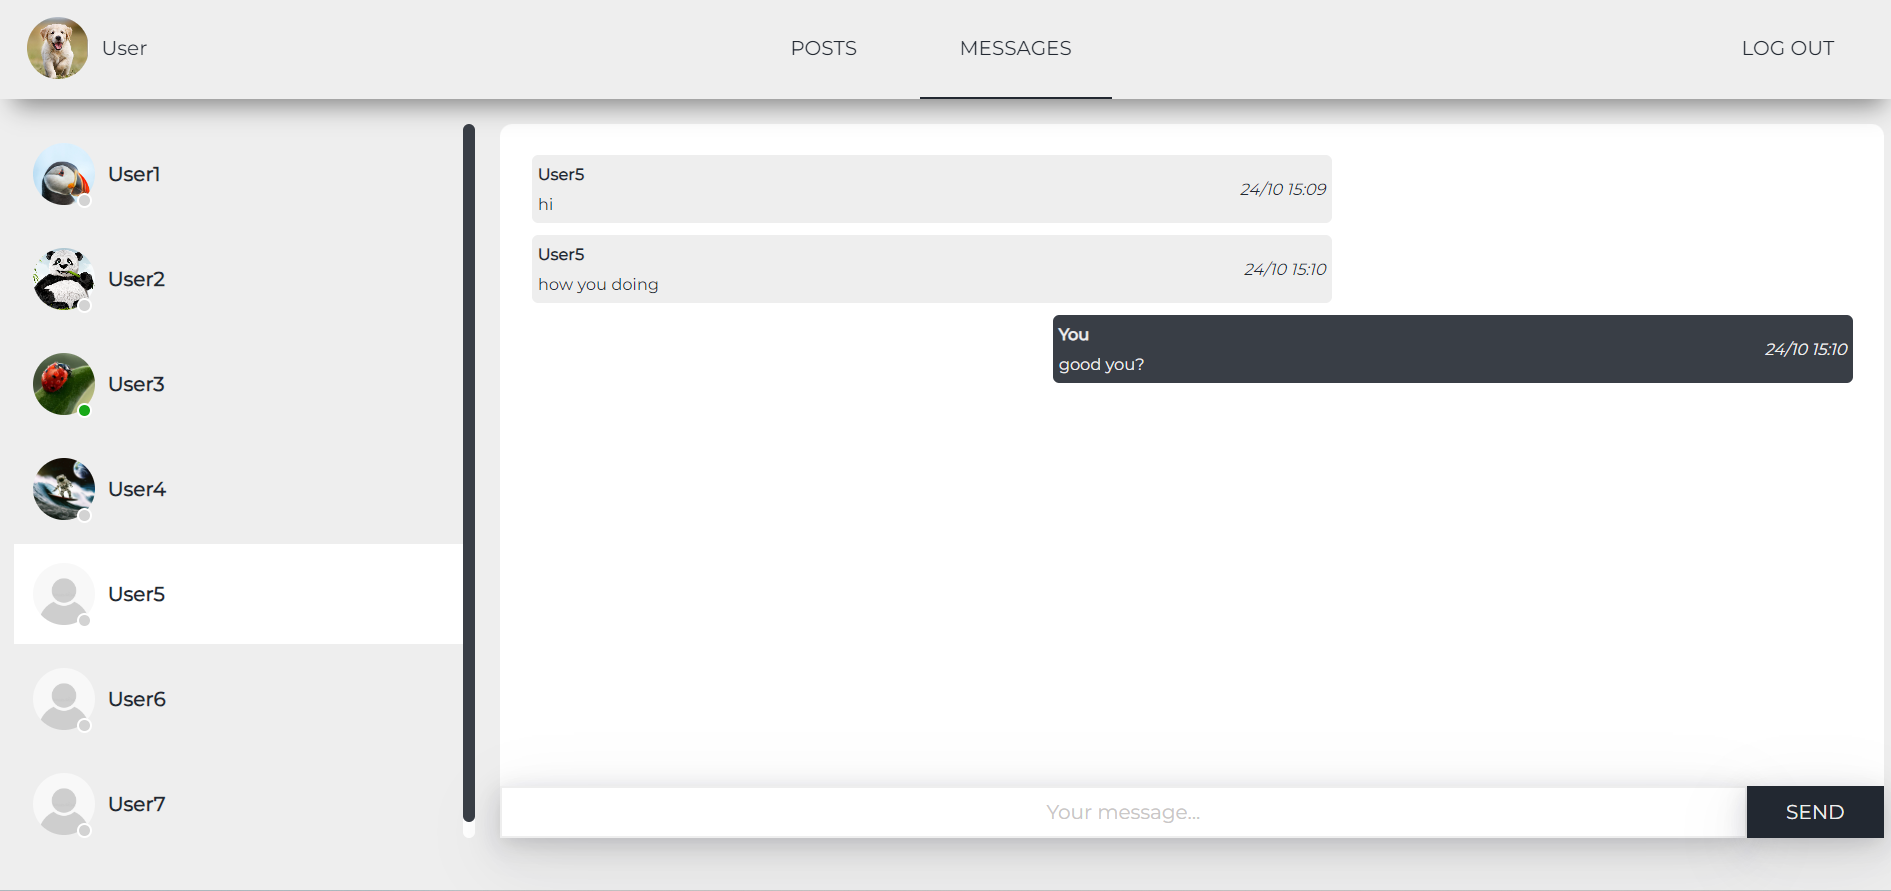 User
POSTS
MESSAGES
LOG OUT
User1
User2
User3
User4
User5
User6
User7
User5
hi
24/10 15:09
User5
how you doing
24/10 15:10
You
good you?
24/10 15:10
Your message...
SEND